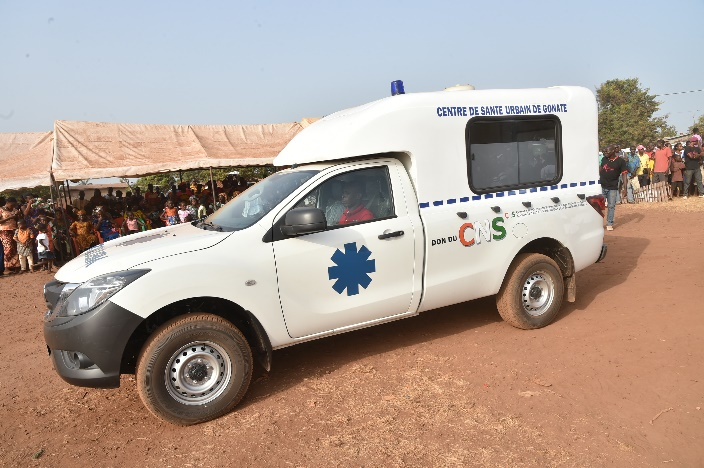 CENTRE DE SANTE URBAIN DE GONATE
DON DU CNS